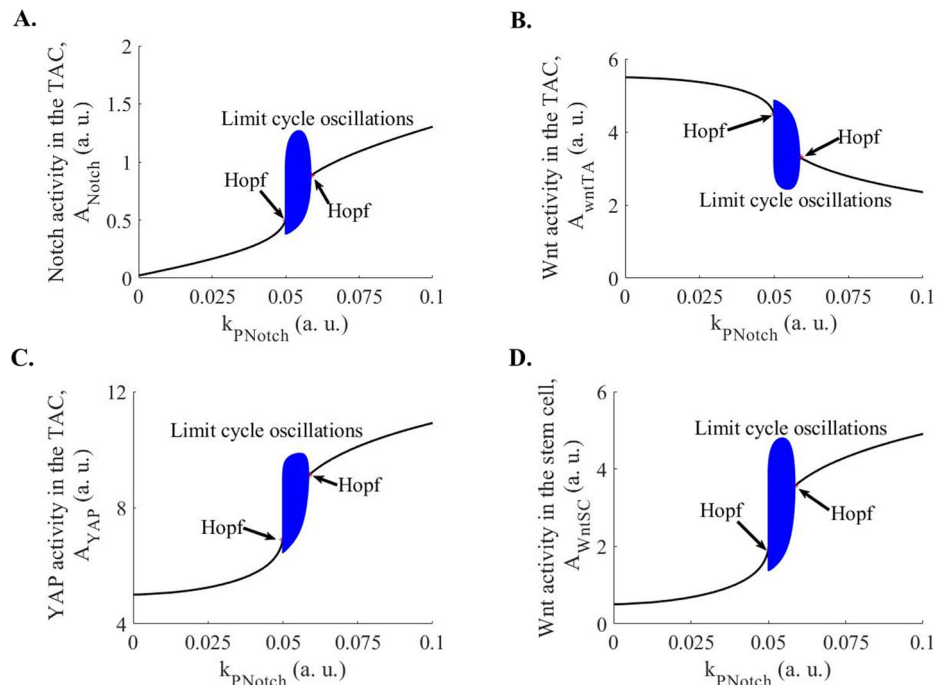 A.
Notch activity in the TAC,
A_Notch (a. u.)
2
1.5
1
0.5
0
Limit cycle oscillations
Hopf
Hopf
0 0.025 0.05 0.075 0.1
k_PNotch (a. u.)
B.
Wnt activity in the TAC,
A_wntTA (a. u.)
6
4
2
0
Hopf
Hopf
Limit cycle oscillations
0 0.025 0.05 0.075 0.1
k_PNotch (a. u.)
C.
YAP activity in the TAC,
A_YAP (a. u.)
12
8
4
Limit cycle oscillations
Hopf
Hopf
0 0.025 0.05 0.075 0.1
k_PNotch (a. u.)
D.
Wnt activity in the stem cell,
A_WntSC (a. u.)
6
4
2
0
Limit cycle oscillations
Hopf
Hopf
0 0.025 0.05 0.075 0.1
k_PNotch (a. u.)